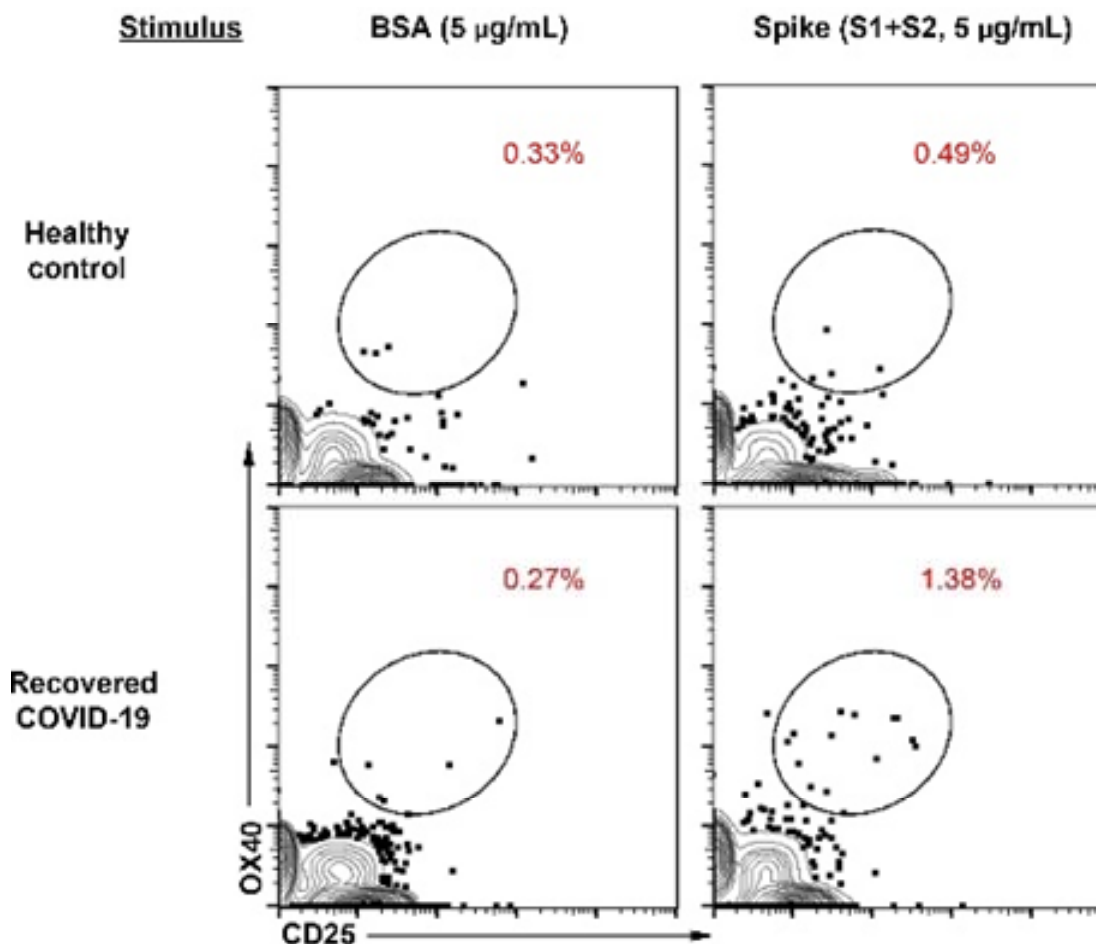 Stimulus BSA (5 µg/mL) Spike (S1+S2, 5 µg/mL)
0.33% 0.49%
Healthy
control
0.27% 1.38%
Recovered
COVID-19
OX40
CD25